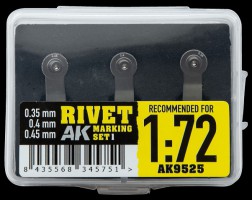 0.35 mm
0.4 mm
0.45 mm
RIVET
AK MARKING
SET 1
RECOMMENDED FOR
1:72
AK9525
8 435568 345751 >